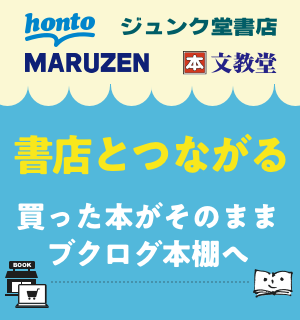 honto ジュンク堂書店
MARUZEN 本 文教堂
書店とつながる
買った本がそのまま
ブクログ本棚へ
BOOK